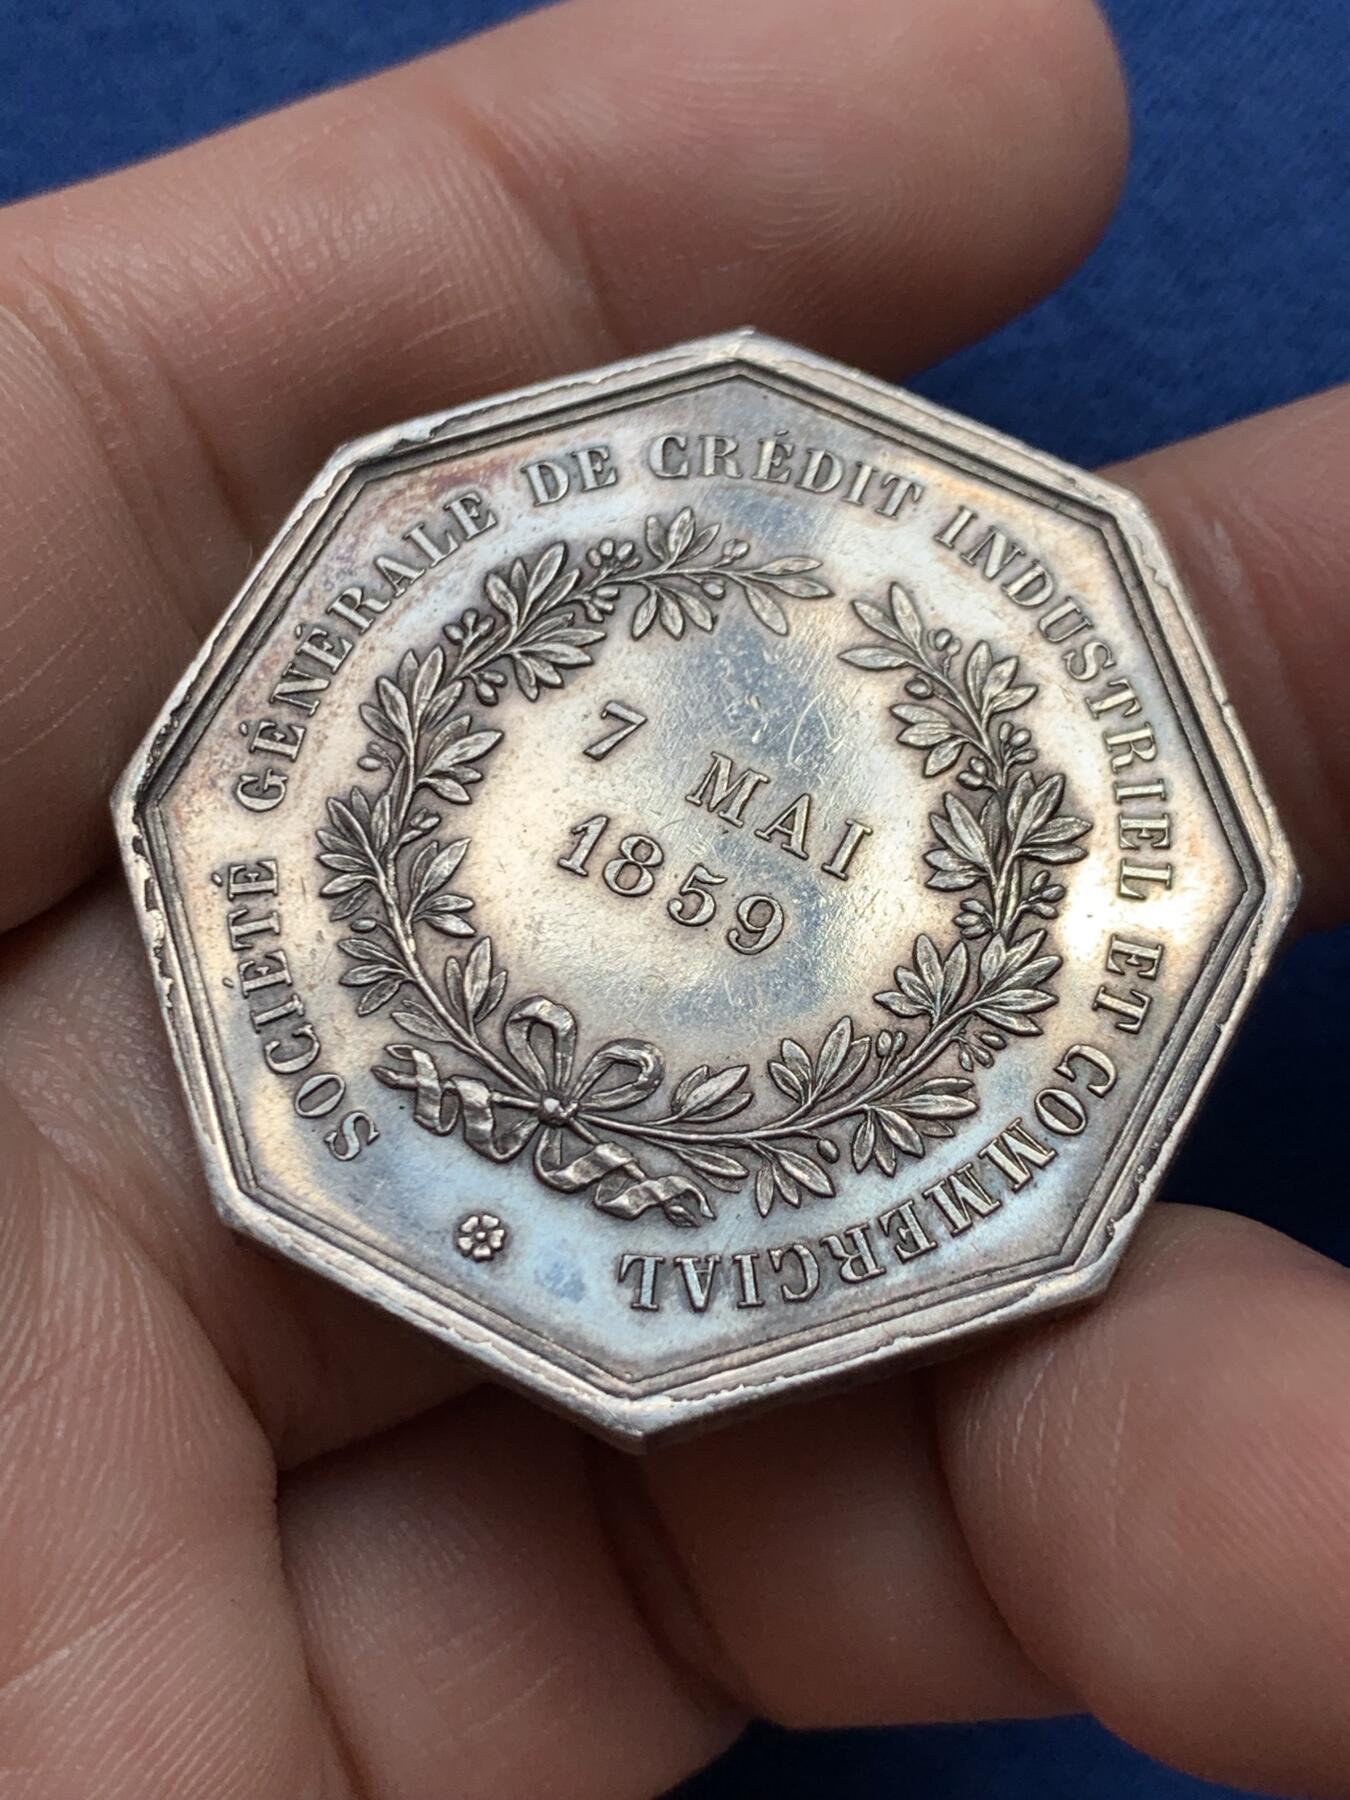 SOCIÉTÉ GÉNÉRALE DE CRÉDIT INDUSTRIEL ET COMMERCIAL
7 MAI
1859